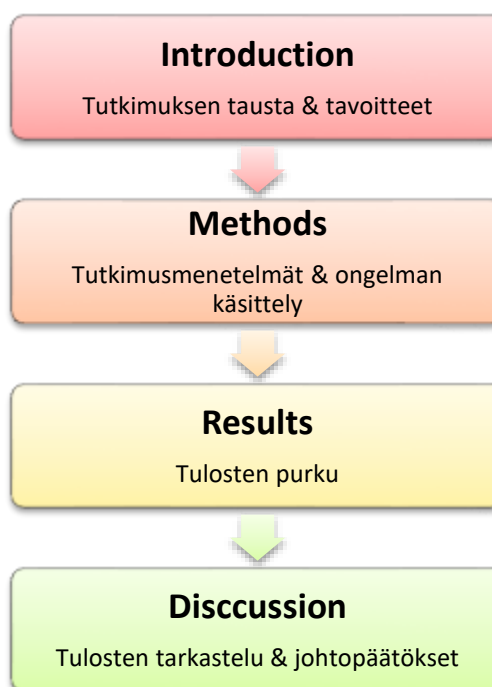 Introduction
Tutkimuksen tausta & tavoitteet
Methods
Tutkimusmenetelmät & ongelman
käsittely
Results
Tulosten purku
Disccussion
Tulosten tarkastelu & johtopäätökset